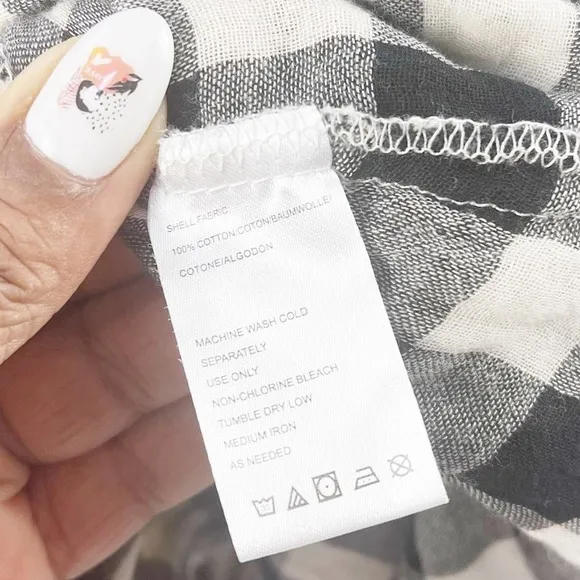 SHELL FABRIC
100% COTTON/COTON/BAUMWOLLE/
COTONE/ALGODON
MACHINE WASH COLD
SEPARATELY
USE ONLY
NON-CHLORINE BLEACH
TUMBLE DRY LOW
MEDIUM IRON
AS NEEDED